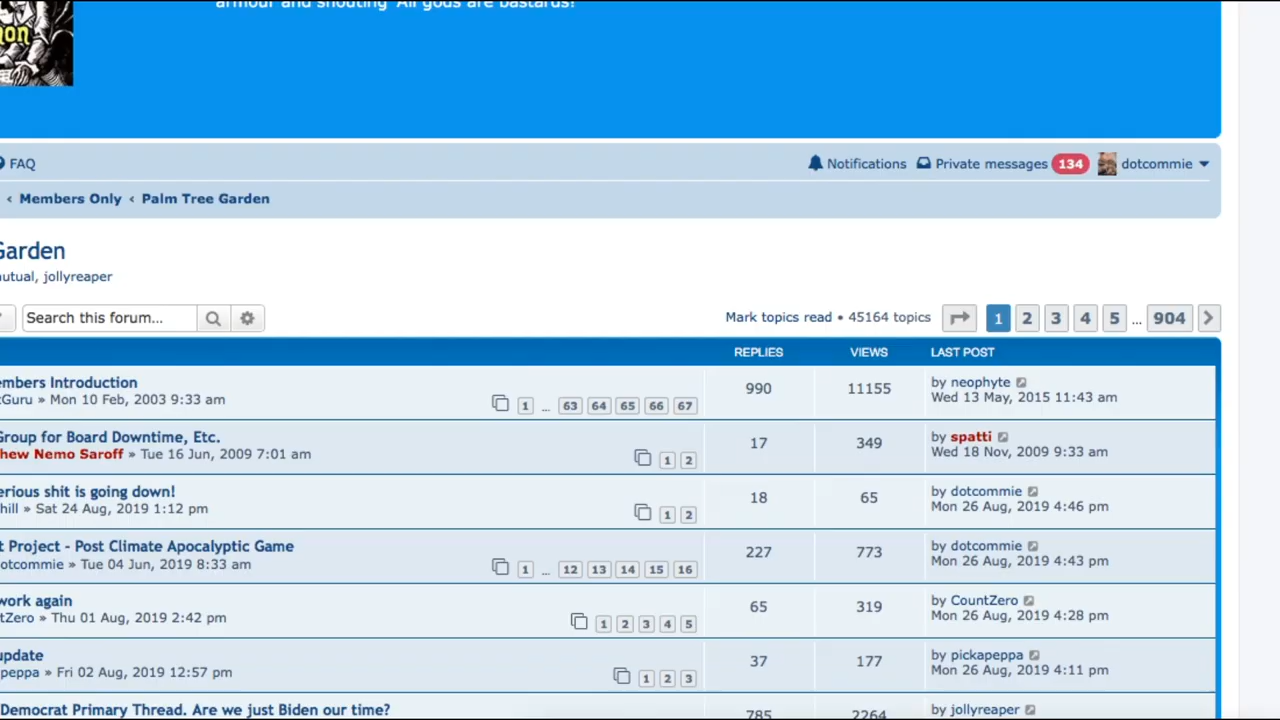 armour and shouting 'All gods are bastards!'
non
FAQ Notifications Private messages 134 dotcommie
‹ Members Only ‹ Palm Tree Garden
Garden
utual, jollyreaper
Search this forum... Mark topics read • 45164 topics 1 2 3 4 5 ... 904
REPLIES VIEWS LAST POST
embers Introduction 990 11155 by neophyte
Guru » Mon 10 Feb, 2003 9:33 am 1 ... 63 64 65 66 67 Wed 13 May, 2015 11:43 am
Group for Board Downtime, Etc. 17 349 by spatti
hew Nemo Saroff » Tue 16 Jun, 2009 7:01 am 1 2 Wed 18 Nov, 2009 9:33 am
erious shit is going down! 18 65 by dotcommie
hill » Sat 24 Aug, 2019 1:12 pm 1 2 Mon 26 Aug, 2019 4:46 pm
t Project - Post Climate Apocalyptic Game 227 773 by dotcommie
otcommie » Tue 04 Jun, 2019 8:33 am 1 ... 12 13 14 15 16 Mon 26 Aug, 2019 4:43 pm
work again 65 319 by CountZero
tZero » Thu 01 Aug, 2019 2:42 pm 1 2 3 4 5 Mon 26 Aug, 2019 4:28 pm
update 37 177 by pickapeppa
peppa » Fri 02 Aug, 2019 12:57 pm 1 2 3 Mon 26 Aug, 2019 4:11 pm
Democrat Primary Thread. Are we just Biden our time? 785 2264 by jollyreaper